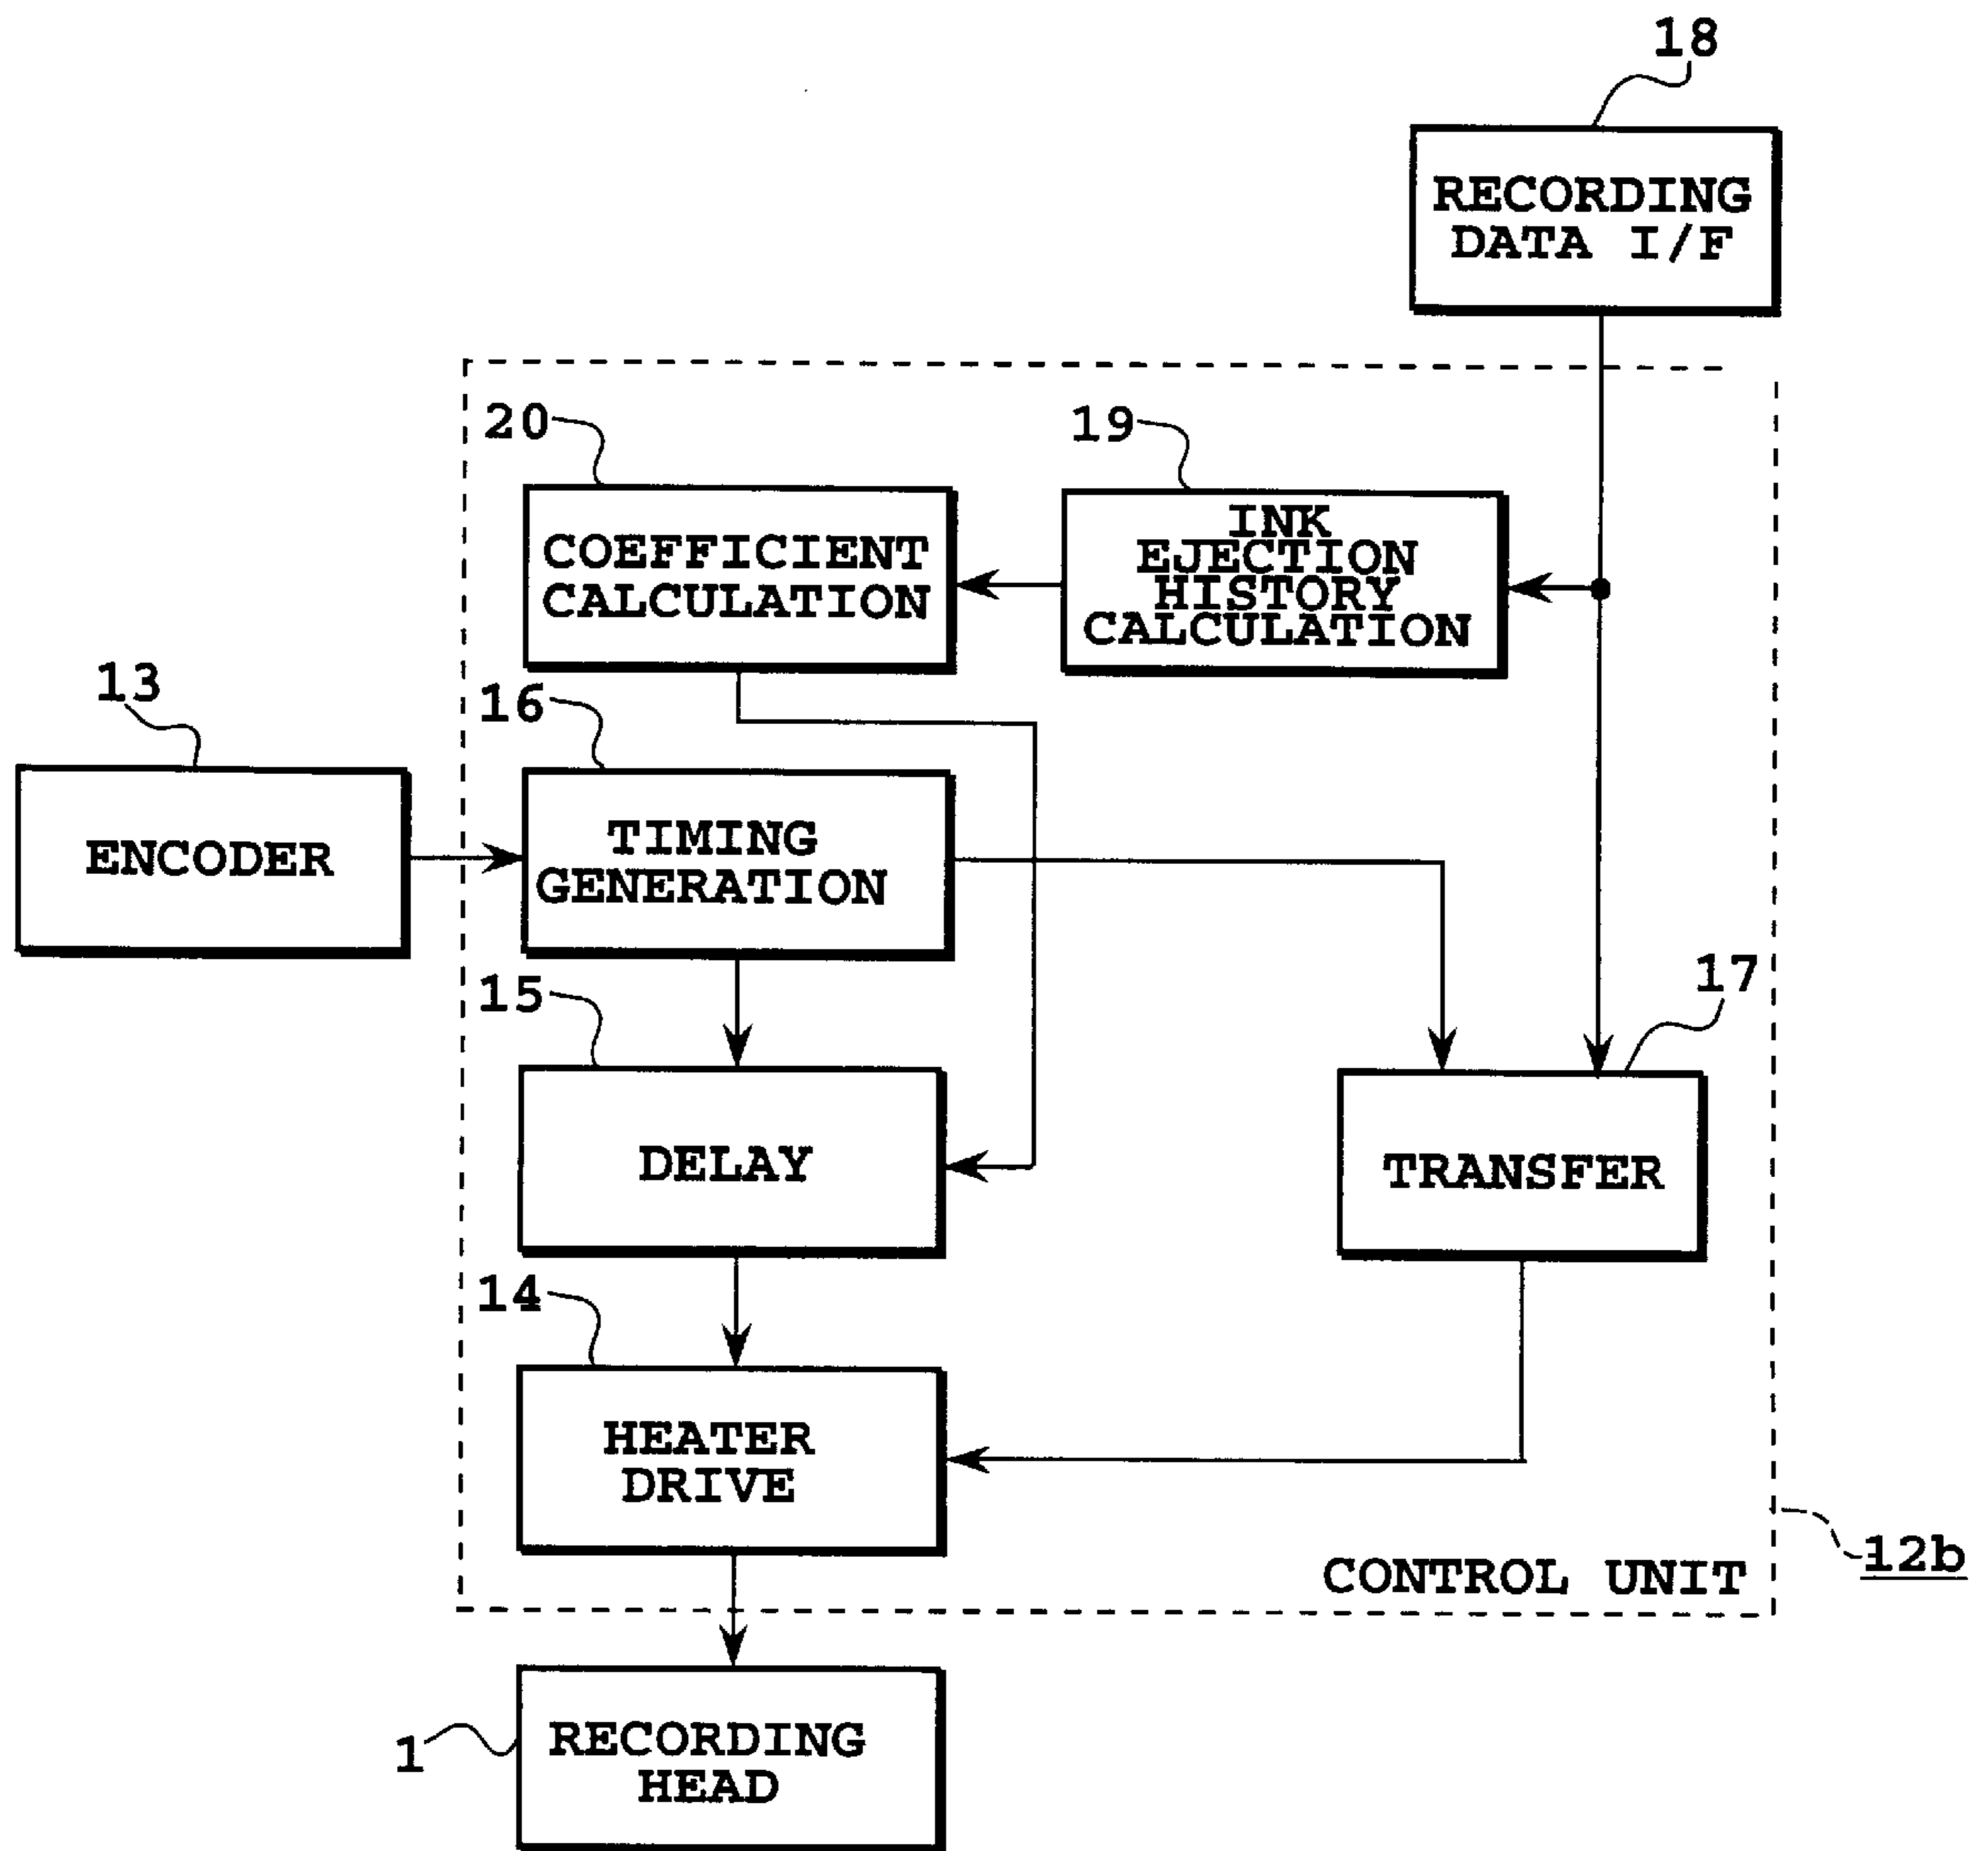 18
RECORDING
DATA I/F
20
19
COEFFICIENT
CALCULATION
INK
EJECTION
HISTORY
CALCULATION
13
16
ENCODER
TIMING
GENERATION
15
17
DELAY
TRANSFER
14
HEATER
DRIVE
12b
CONTROL UNIT
1
RECORDING
HEAD